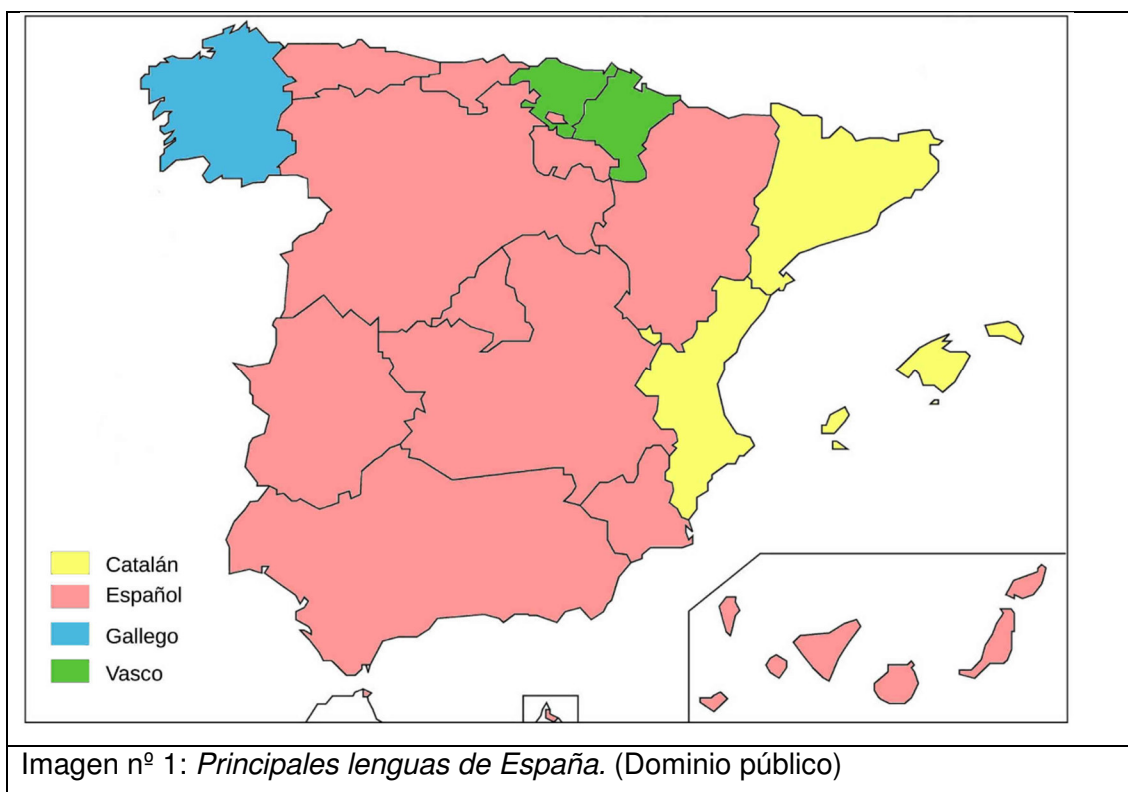 Catalán
Español
Gallego
Vasco
Imagen nº 1: Principales lenguas de España. (Dominio público)